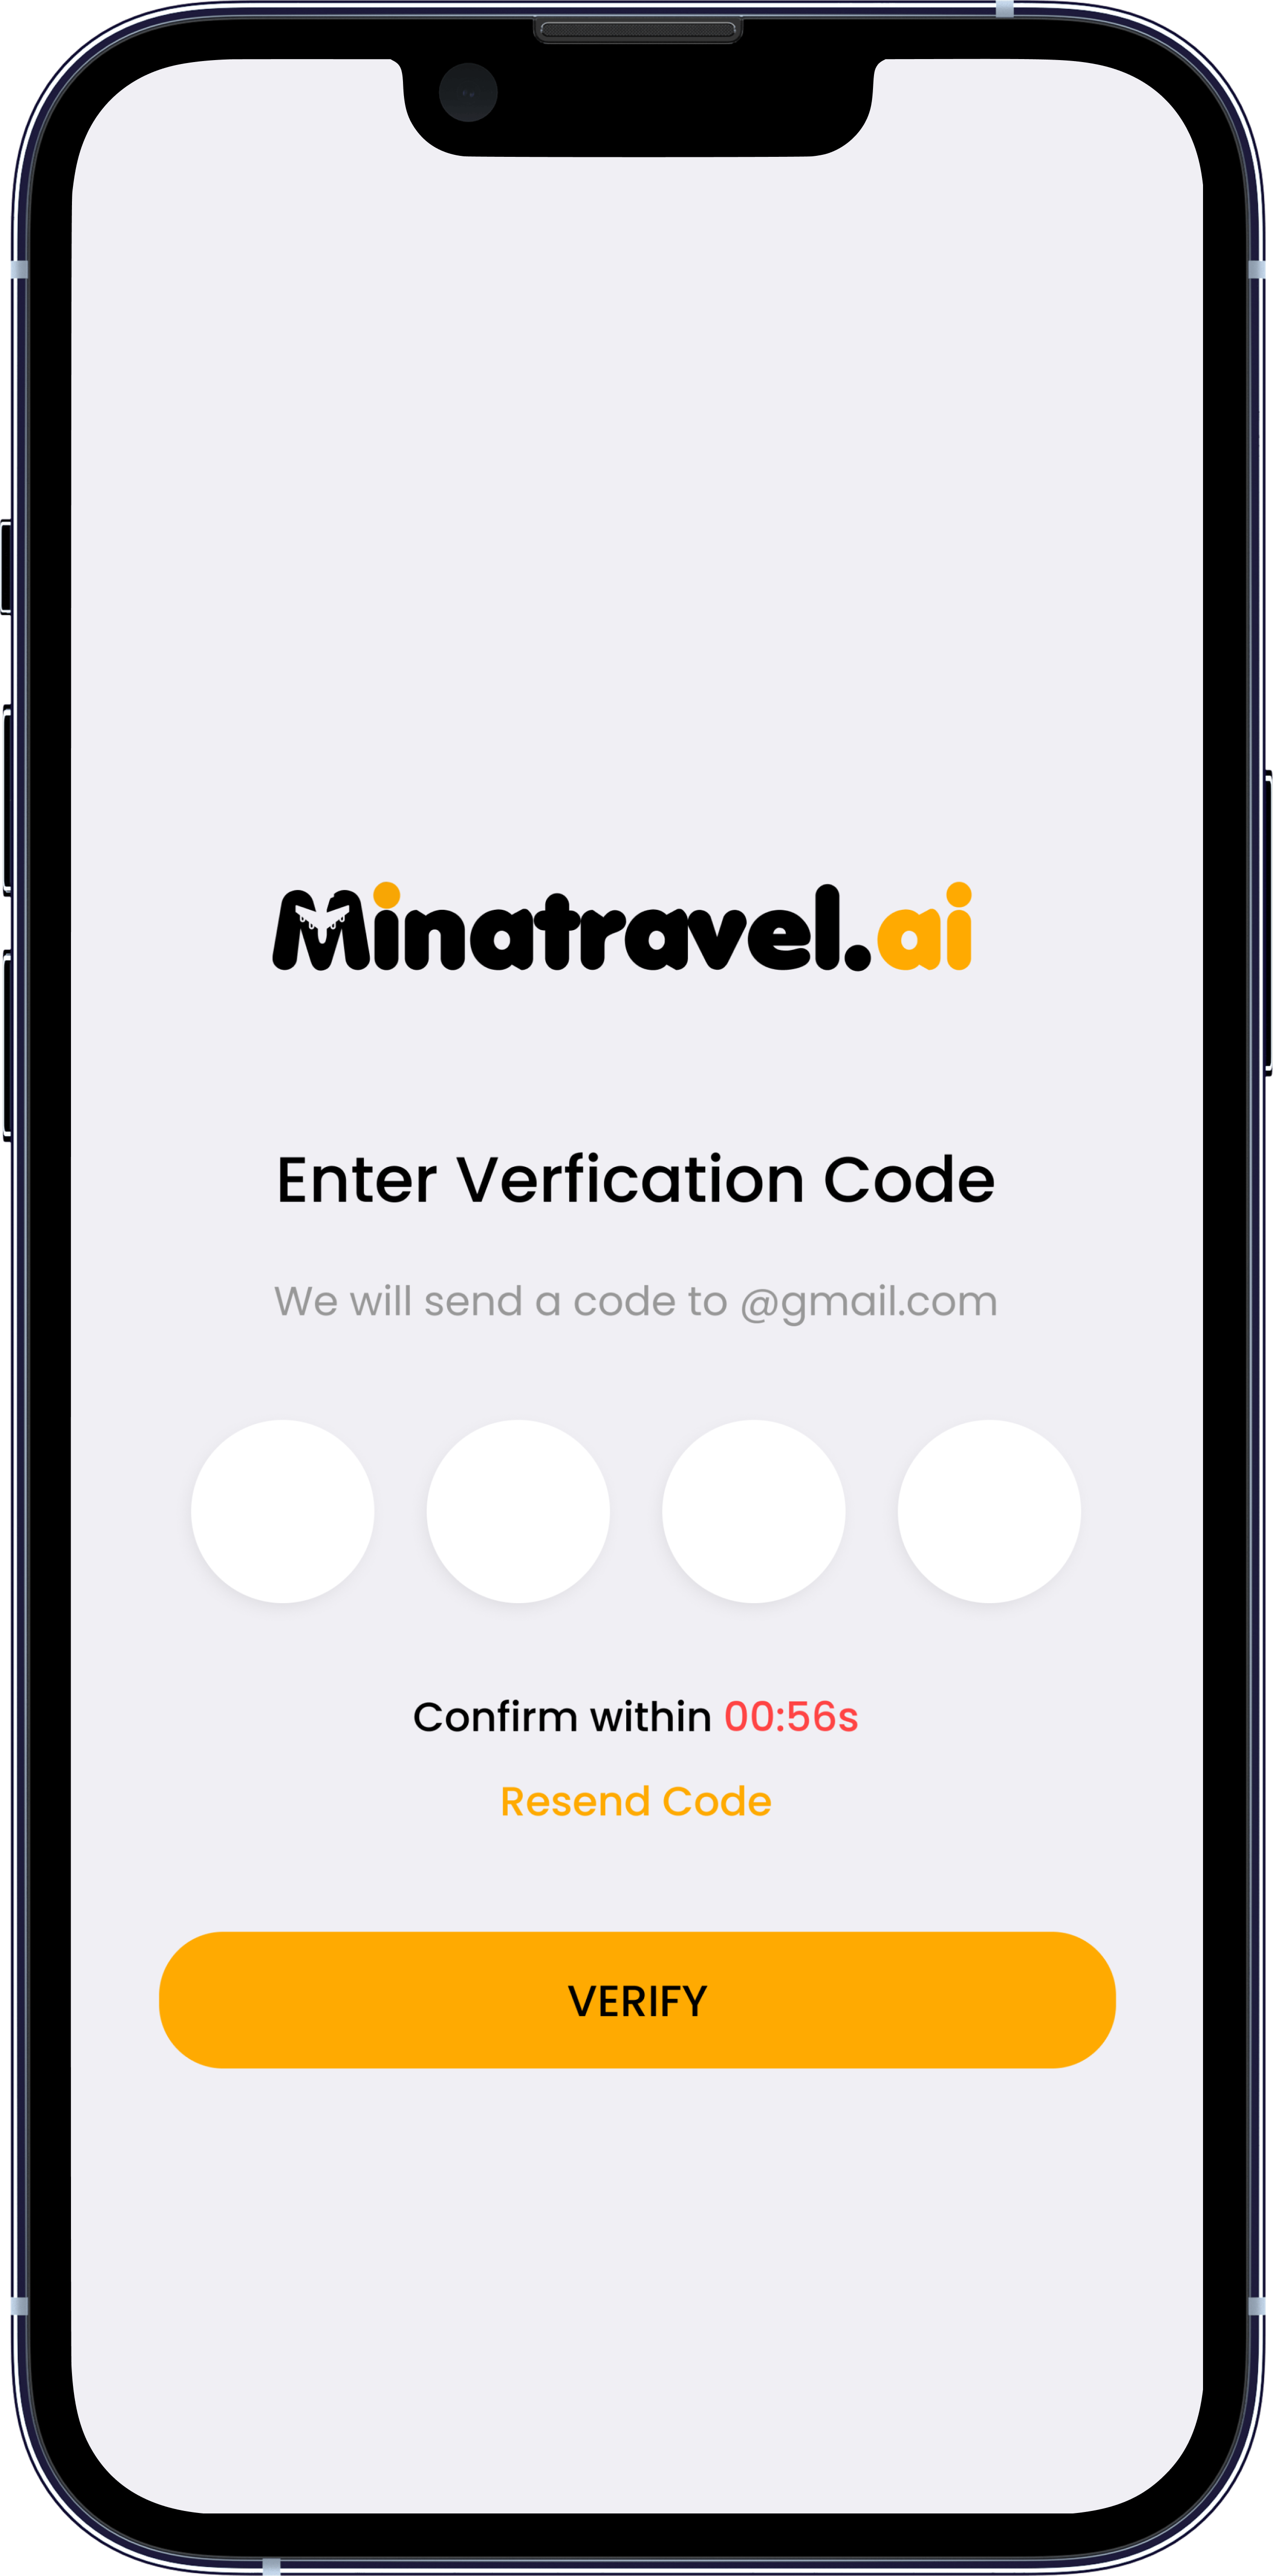 Minatravel.ai
Enter Verfication Code
We will send a code to @gmail.com
Confirm within 00:56s
Resend Code
VERIFY